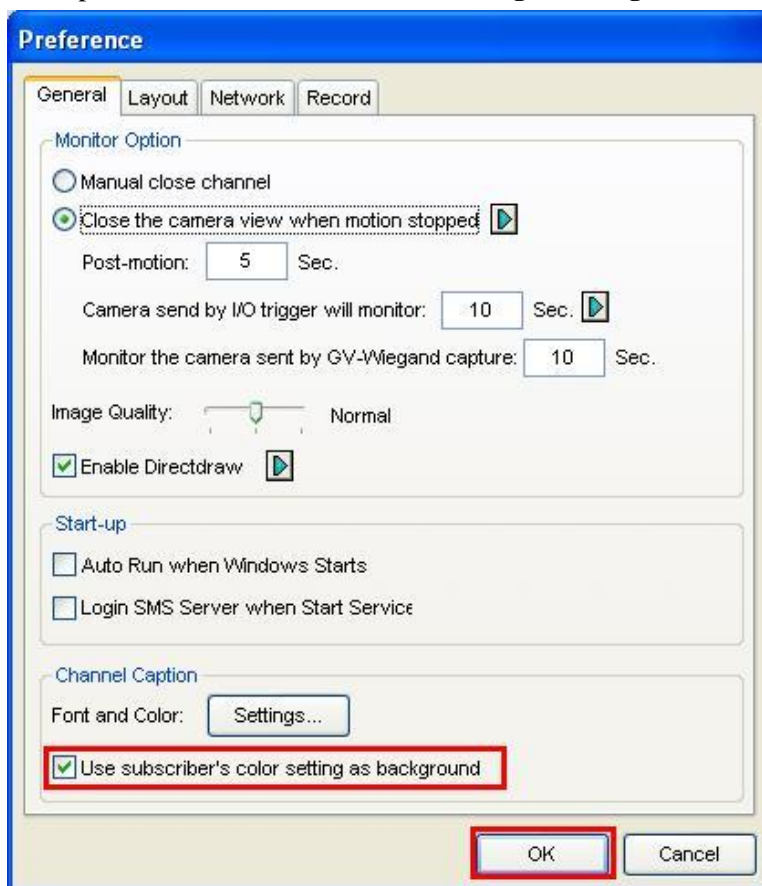 Preference
General Layout Network Record
Monitor Option
Manual close channel
Close the camera view when motion stopped
Post-motion: 5 Sec.
Camera send by I/O trigger will monitor: 10 Sec.
Monitor the camera sent by GV-Wiegand capture: 10 Sec.
Image Quality: Normal
Enable Directdraw
Start-up
Auto Run when Windows Starts
Login SMS Server when Start Service
Channel Caption
Font and Color: Settings...
Use subscriber's color setting as background
OK Cancel